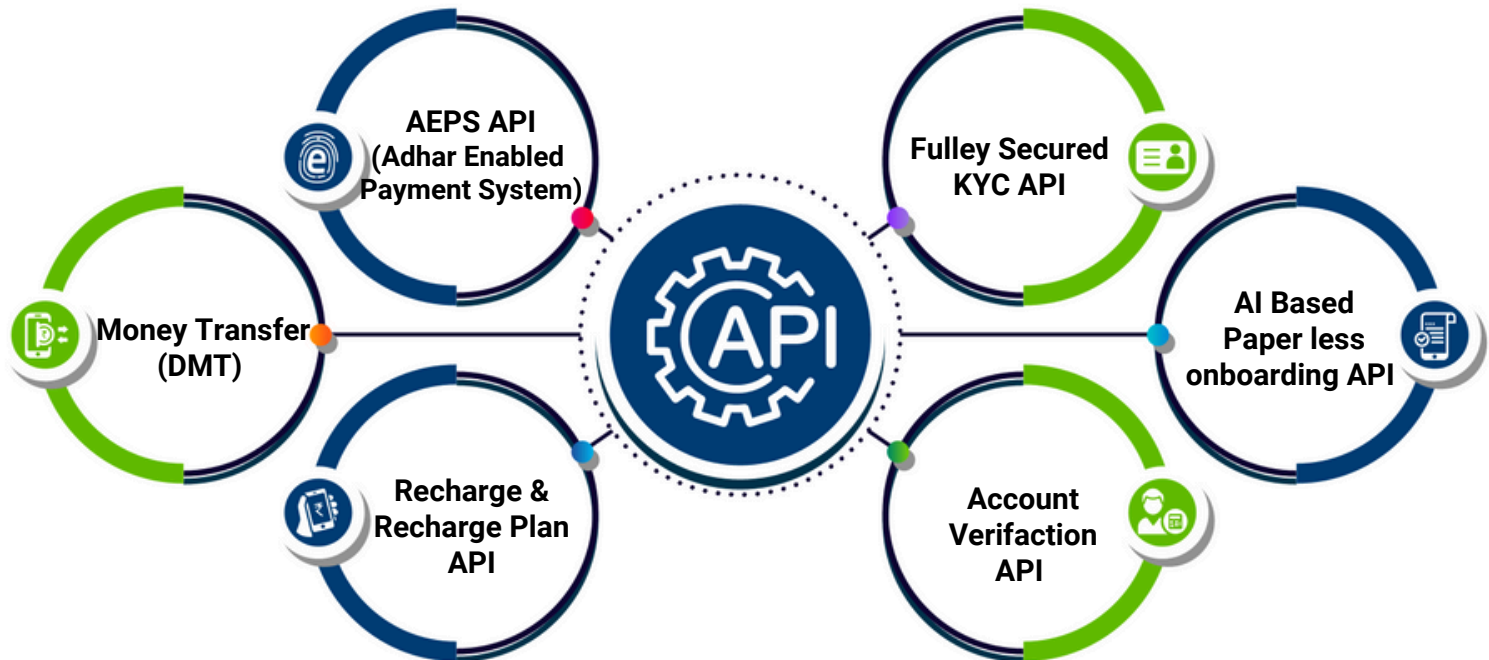 AEPS API
(Adhar Enabled
Payment System)
Fulley Secured
KYC API
Money Transfer
(DMT)
API
AI Based
Paper less
onboarding API
Recharge &
Recharge Plan
API
Account
Verifaction
API